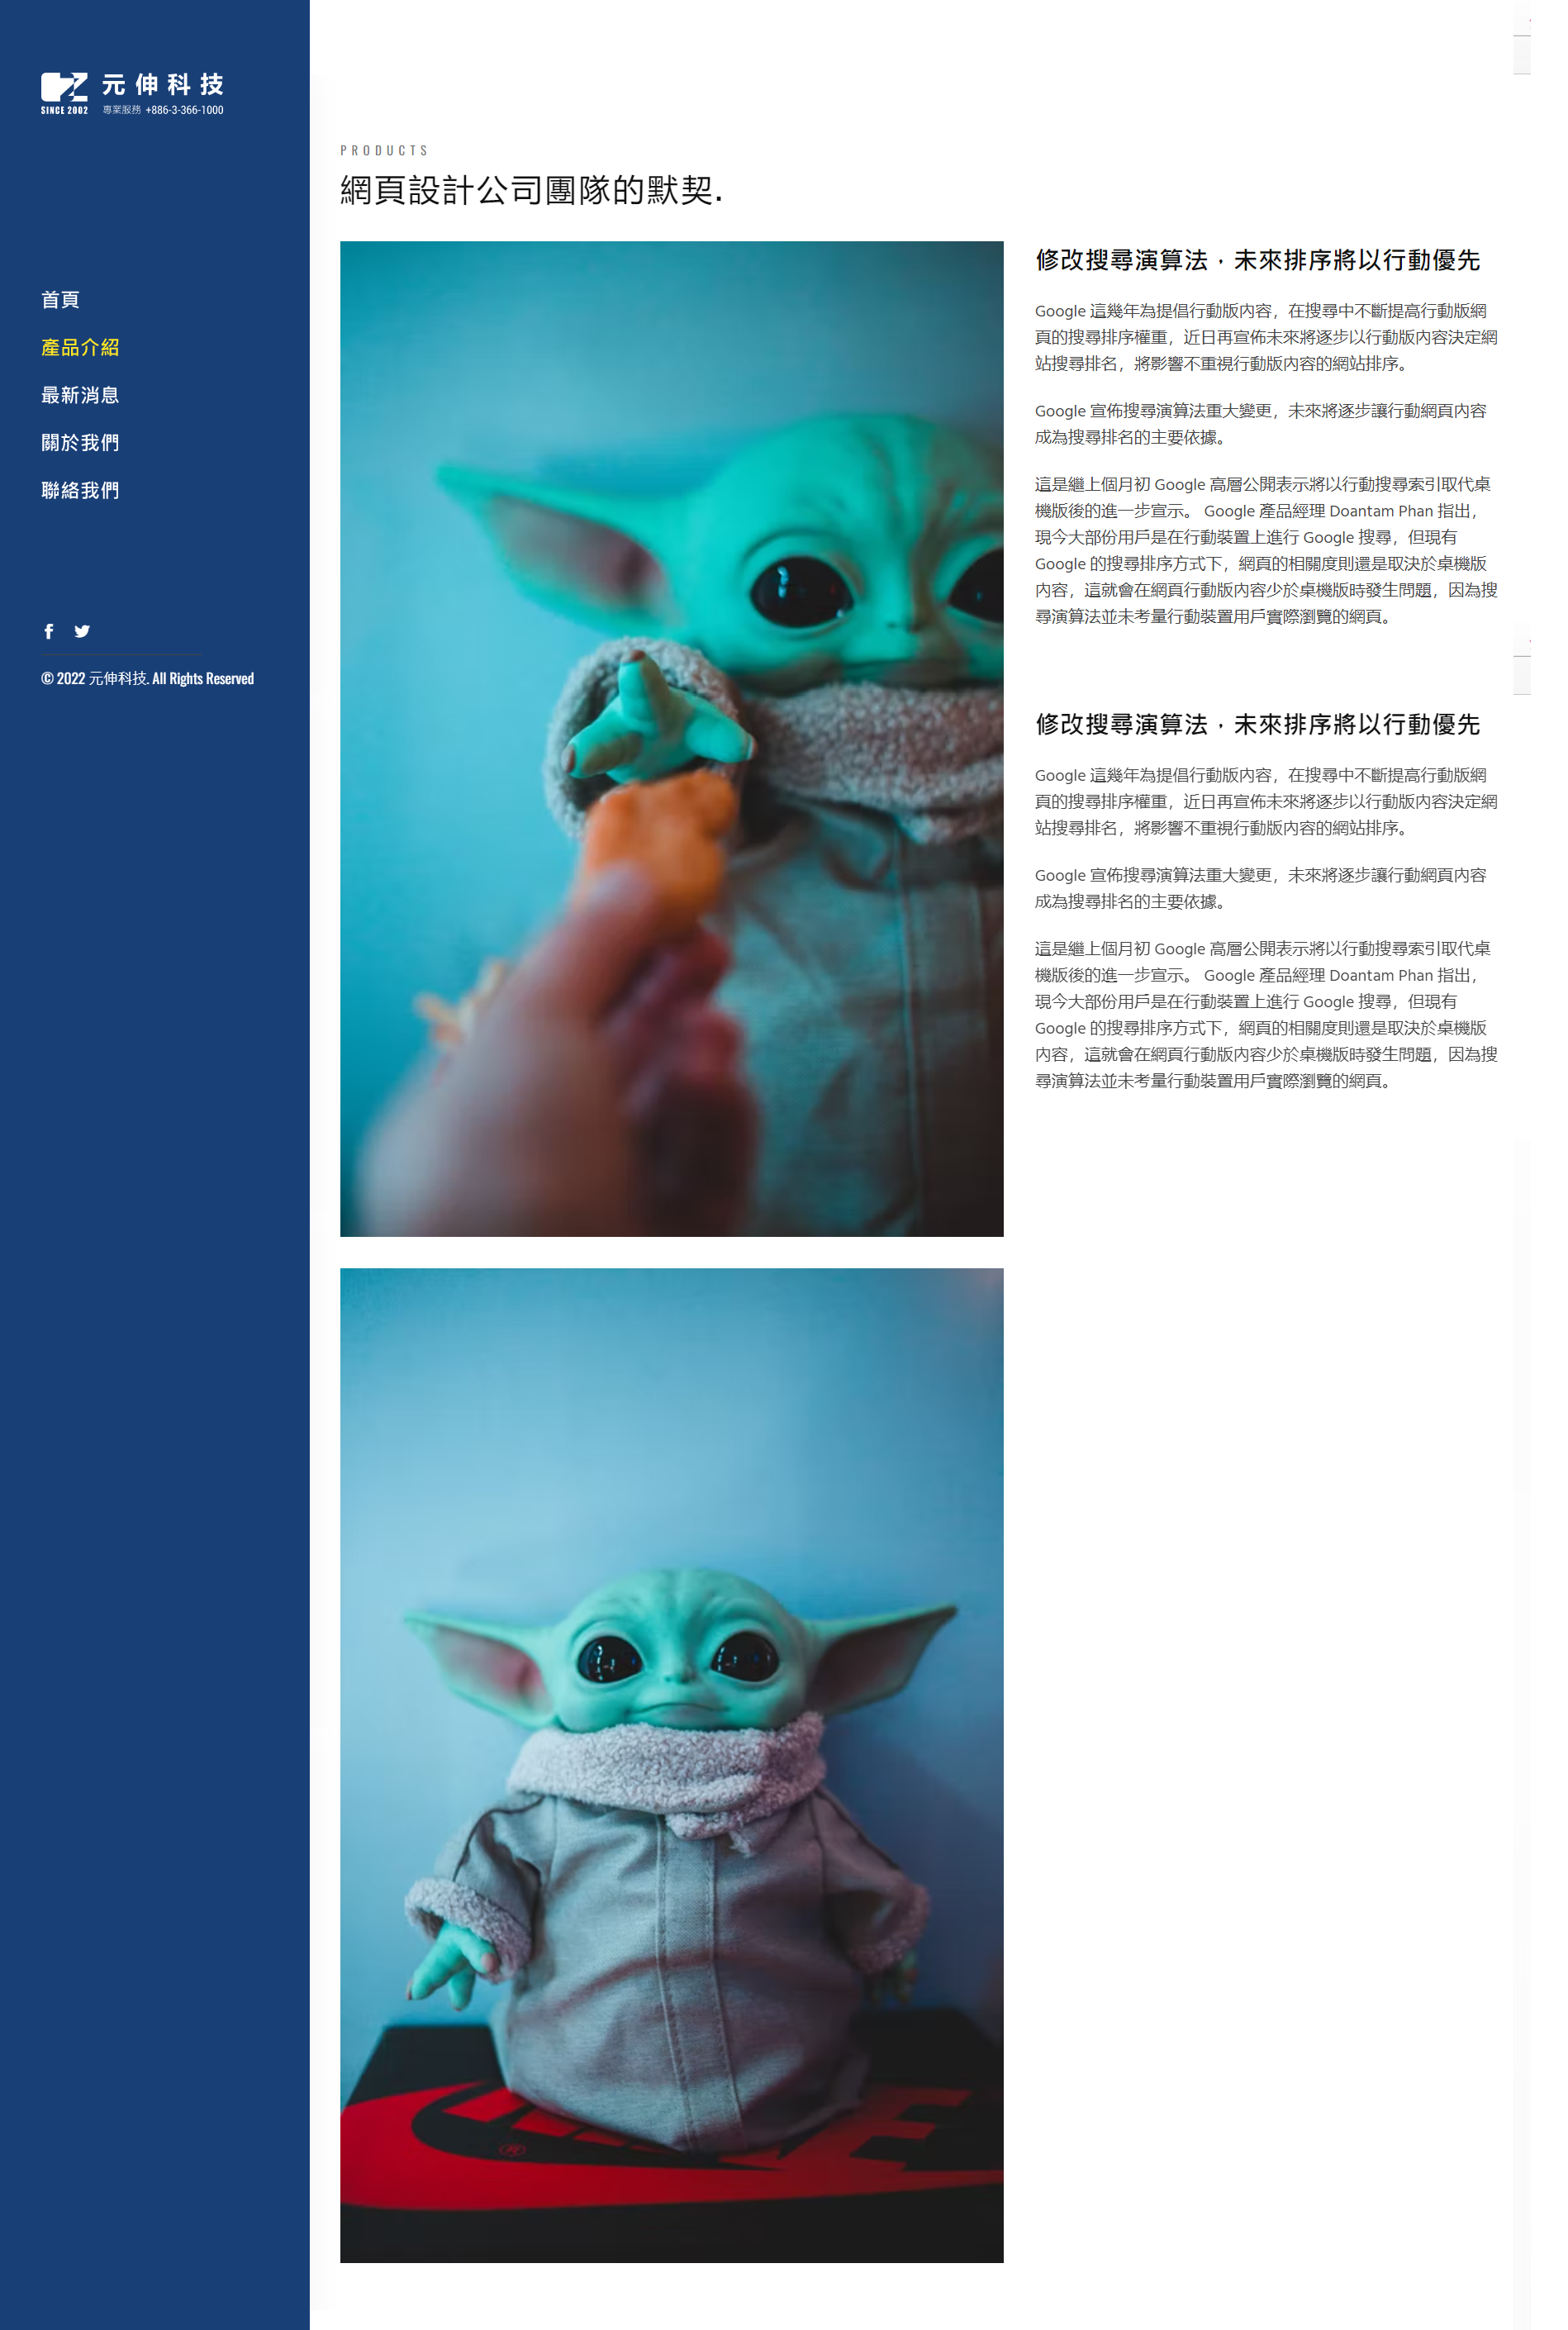 元伸科技
SINCE 2002
專業服務 +886-3-366-1000
首頁
產品介紹
最新消息
關於我們
聯絡我們
© 2022 元伸科技. All Rights Reserved
PRODUCTS
網頁設計公司團隊的默契.
修改搜尋演算法，未來排序將以行動優先
Google 這幾年為提倡行動版內容，在搜尋中不斷提高行動版網
頁的搜尋排序權重，近日再宣佈未來將逐步以行動版內容決定網
站搜尋排名，將影響不重視行動版內容的網站排序。
Google 宣佈搜尋演算法重大變更，未來將逐步讓行動網頁內容
成為搜尋排名的主要依據。
這是繼上個月初 Google 高層公開表示將以行動搜尋索引取代桌
機版後的進一步宣示。 Google 產品經理 Doantam Phan 指出，
現今大部份用戶是在行動裝置上進行 Google 搜尋，但現有
Google 的搜尋排序方式下，網頁的相關度則還是取決於桌機版
內容，這就會在網頁行動版內容少於桌機版時發生問題，因為搜
尋演算法並未考量行動裝置用戶實際瀏覽的網頁。
修改搜尋演算法，未來排序將以行動優先
Google 這幾年為提倡行動版內容，在搜尋中不斷提高行動版網
頁的搜尋排序權重，近日再宣佈未來將逐步以行動版內容決定網
站搜尋排名，將影響不重視行動版內容的網站排序。
Google 宣佈搜尋演算法重大變更，未來將逐步讓行動網頁內容
成為搜尋排名的主要依據。
這是繼上個月初 Google 高層公開表示將以行動搜尋索引取代桌
機版後的進一步宣示。 Google 產品經理 Doantam Phan 指出，
現今大部份用戶是在行動裝置上進行 Google 搜尋，但現有
Google 的搜尋排序方式下，網頁的相關度則還是取決於桌機版
內容，這就會在網頁行動版內容少於桌機版時發生問題，因為搜
尋演算法並未考量行動裝置用戶實際瀏覽的網頁。